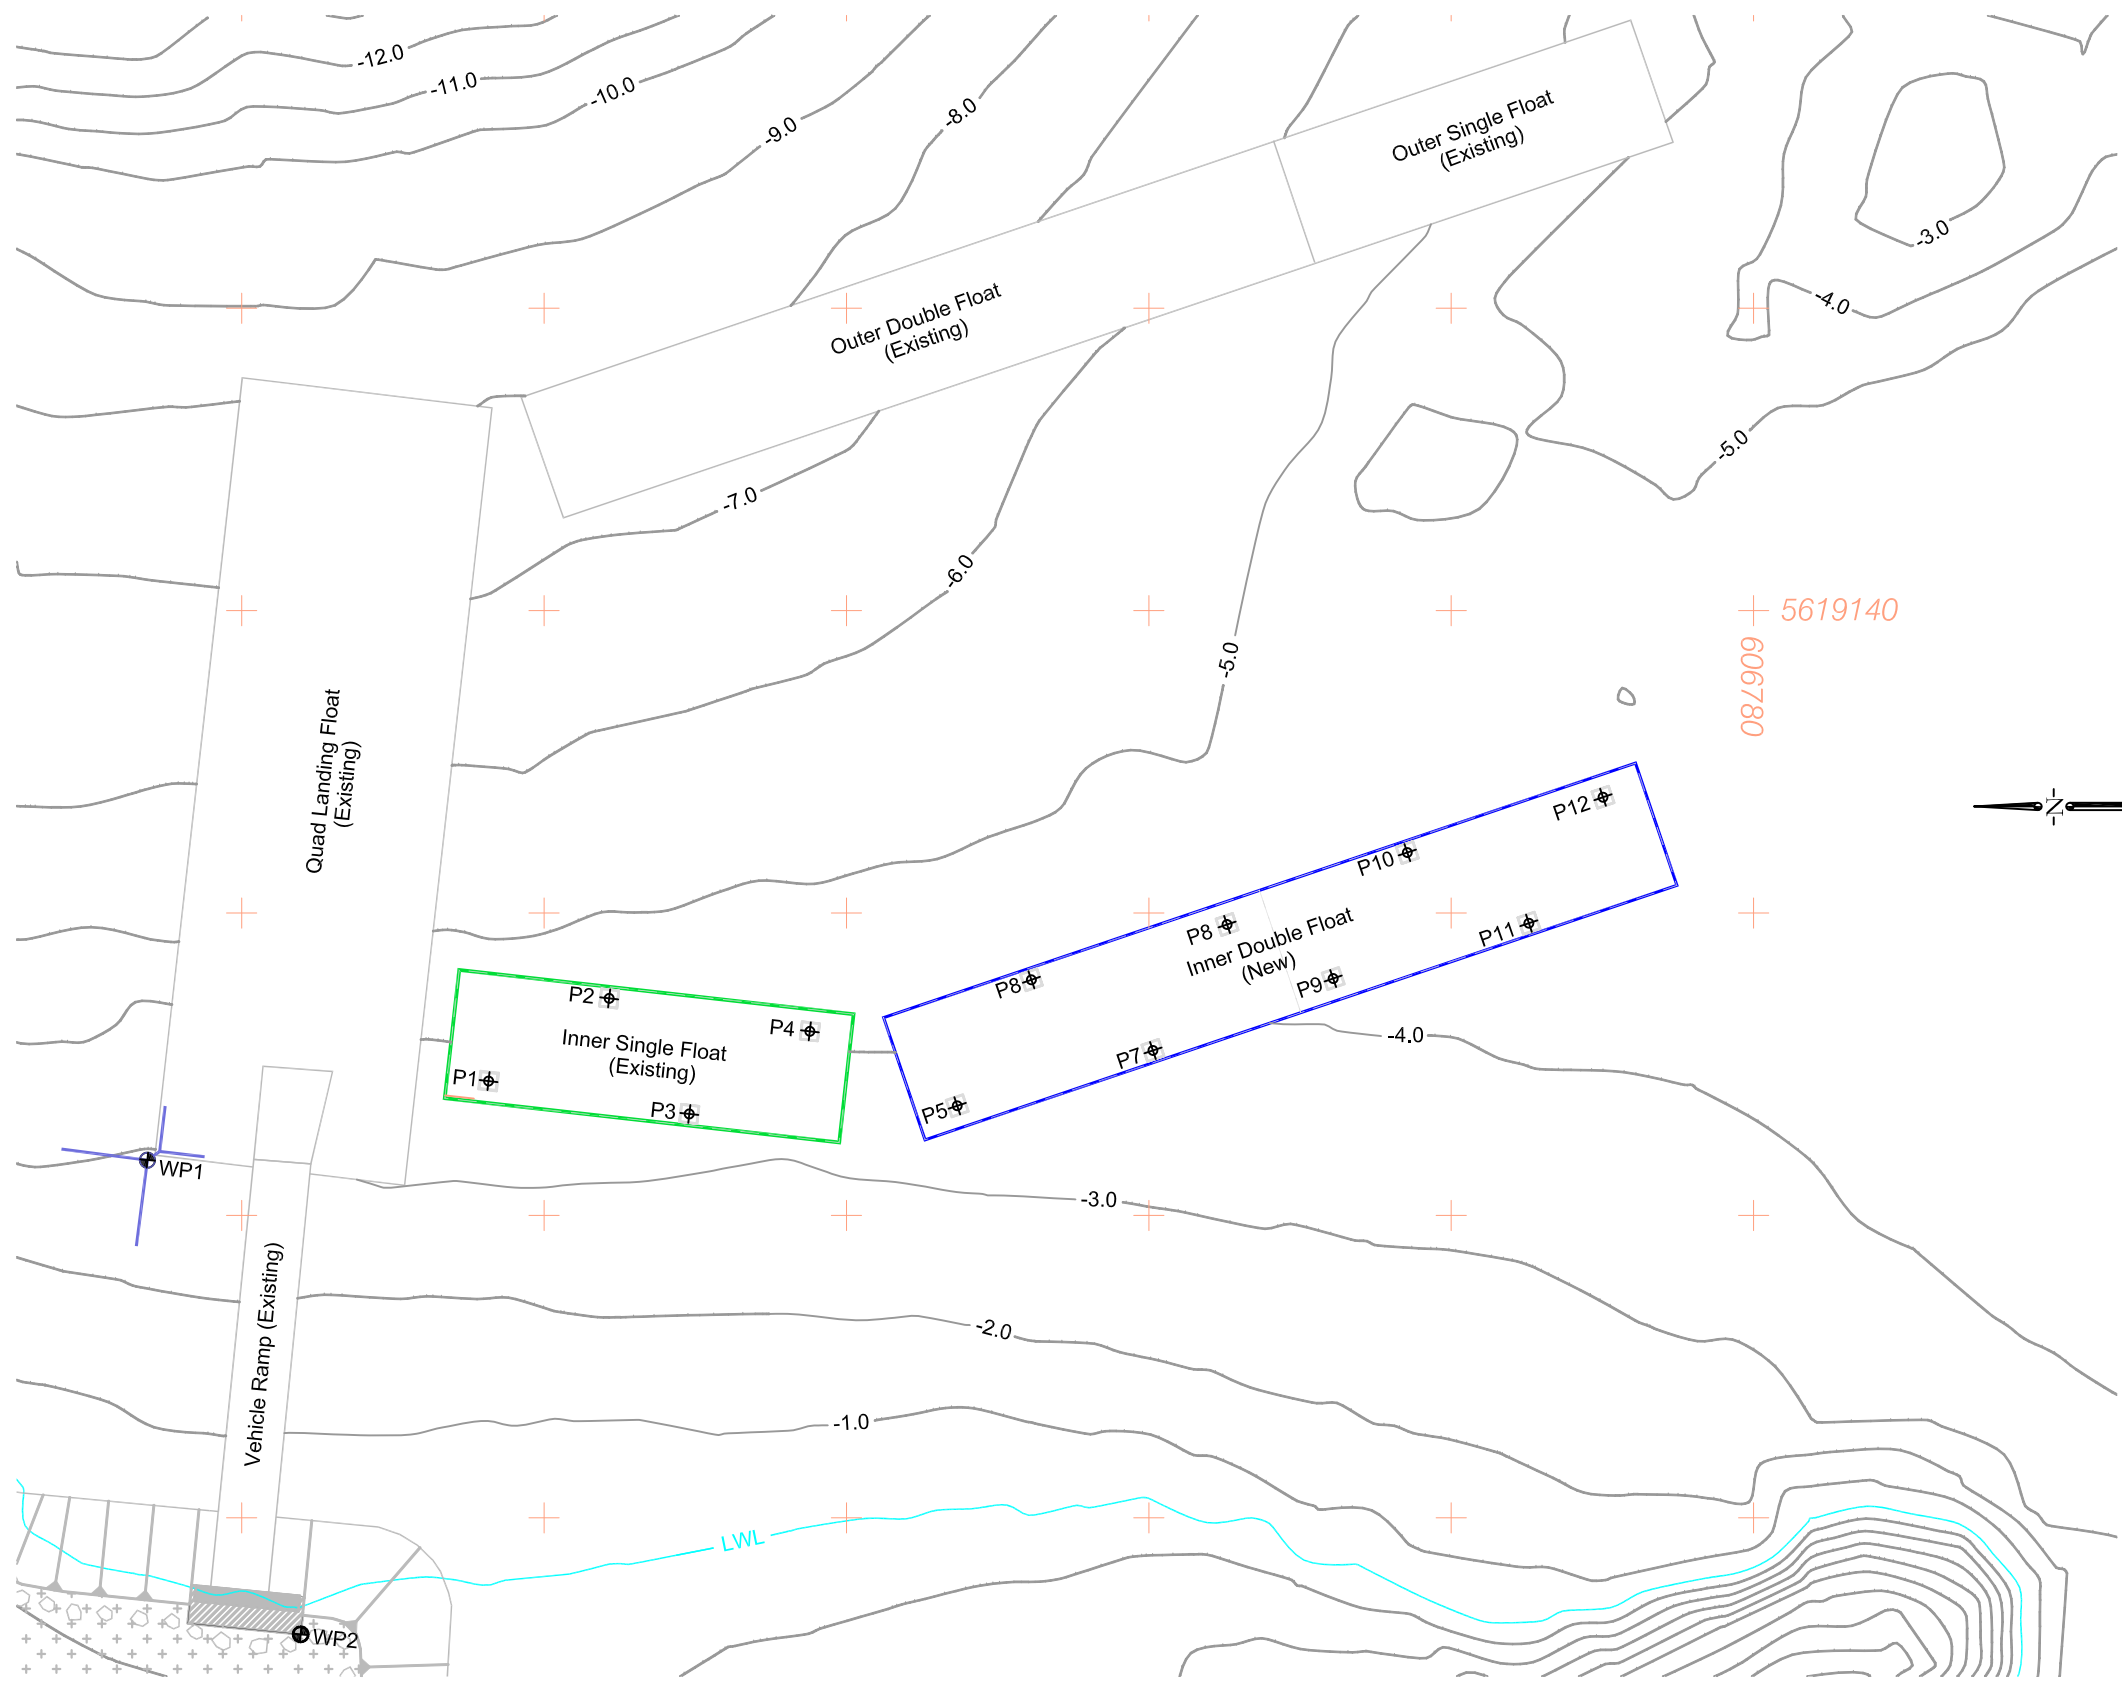 -12.0
-11.0
-10.0
-9.0
-8.0
Outer Single Float
(Existing)
-3.0
-4.0
Outer Double Float
(Existing)
-5.0
-7.0
-6.0
5619140
609780
-5.0
Quad Landing Float
(Existing)
N
P12
P10
P8
P11
Inner Double Float
(New)
P8
P9
P2
P4
Inner Single Float
(Existing)
P1
P3
P7
P5
-4.0
WP1
-3.0
Vehicle Ramp (Existing)
-2.0
-1.0
LWL
WP2